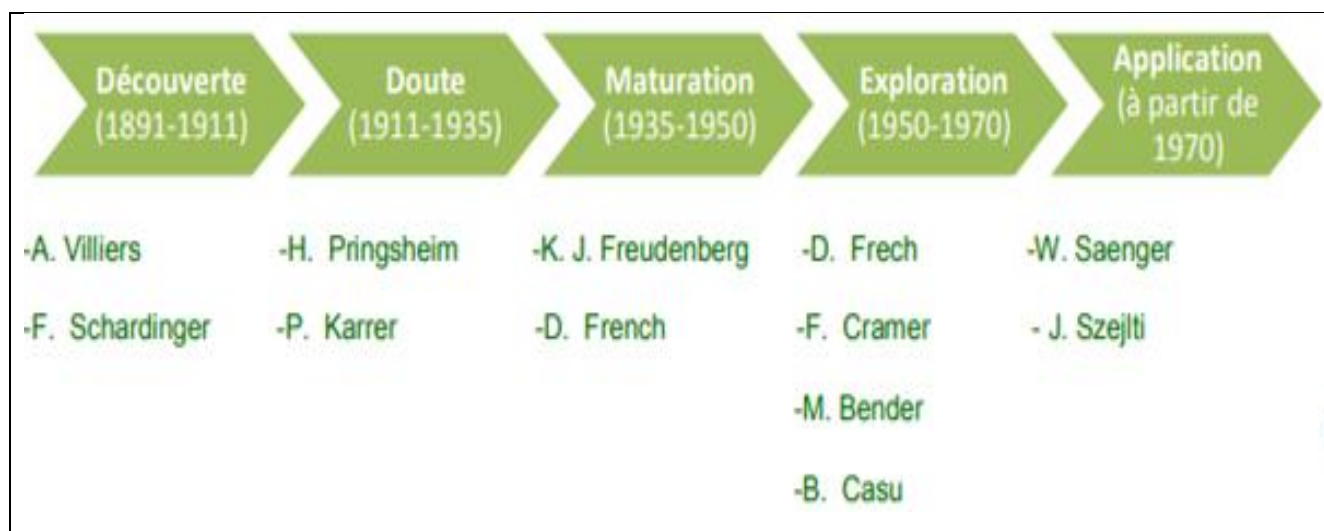 Découverte
(1891-1911)
Doute
(1911-1935)
Maturation
(1935-1950)
Exploration
(1950-1970)
Application
(à partir de
1970)
-A. Villiers
-F. Schardinger
-H. Pringsheim
-P. Karrer
-K. J. Freudenberg
-D. French
-D. Frech
-F. Cramer
-M. Bender
-B. Casu
-W. Saenger
- J. Szejlti